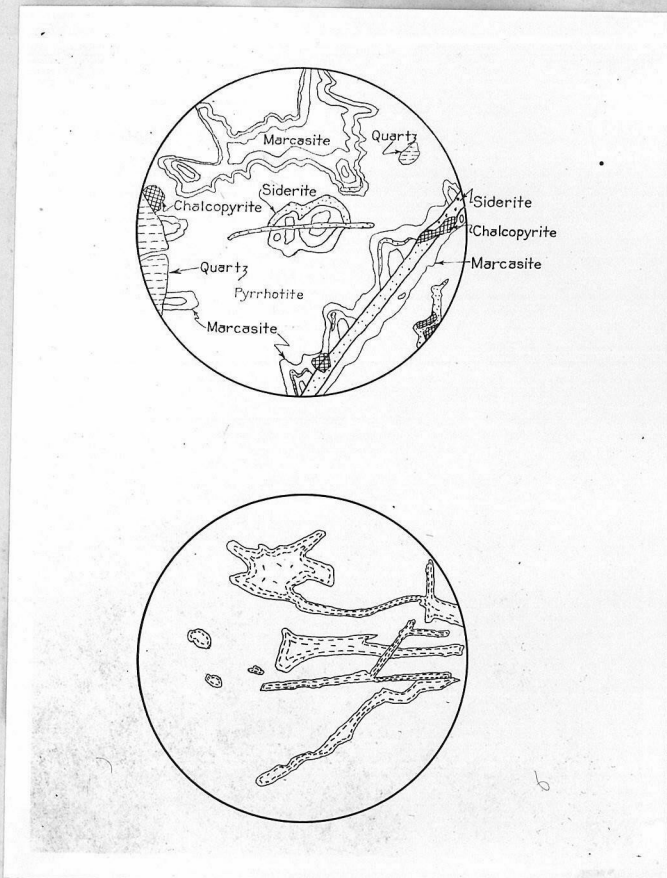 Marcasite
Quartz
Siderite
Chalcopyrite
Siderite
Chalcopyrite
Marcasite
Quartz
Pyrrhotite
Marcasite
6